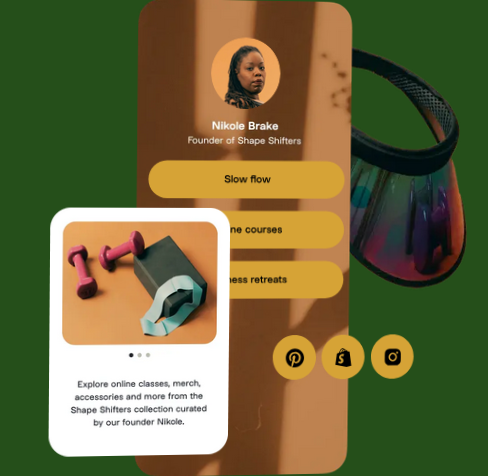 Nikole Brake
Founder of Shape Shifters
Slow flow
ne courses
ness retreats
Explore online classes, merch,
accessories and more from the
Shape Shifters collection curated
by our founder Nikole.